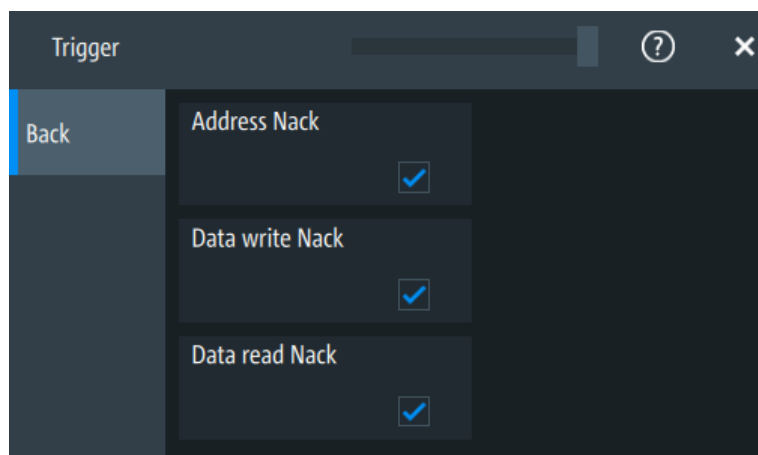 Trigger
Back
Address Nack
Data write Nack
Data read Nack